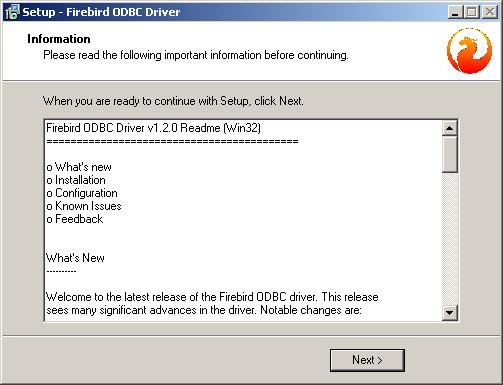 Setup - Firebird ODBC Driver
Information
Please read the following important information before continuing.
When you are ready to continue with Setup, click Next.
Firebird ODBC Driver v1.2.0 Readme (Win32)
==========================================
o What's new
o Installation
o Configuration
o Known Issues
o Feedback
What's New
----------
Welcome to the latest release of the Firebird ODBC driver. This release
sees many significant advances in the driver. Notable changes are:
Next >